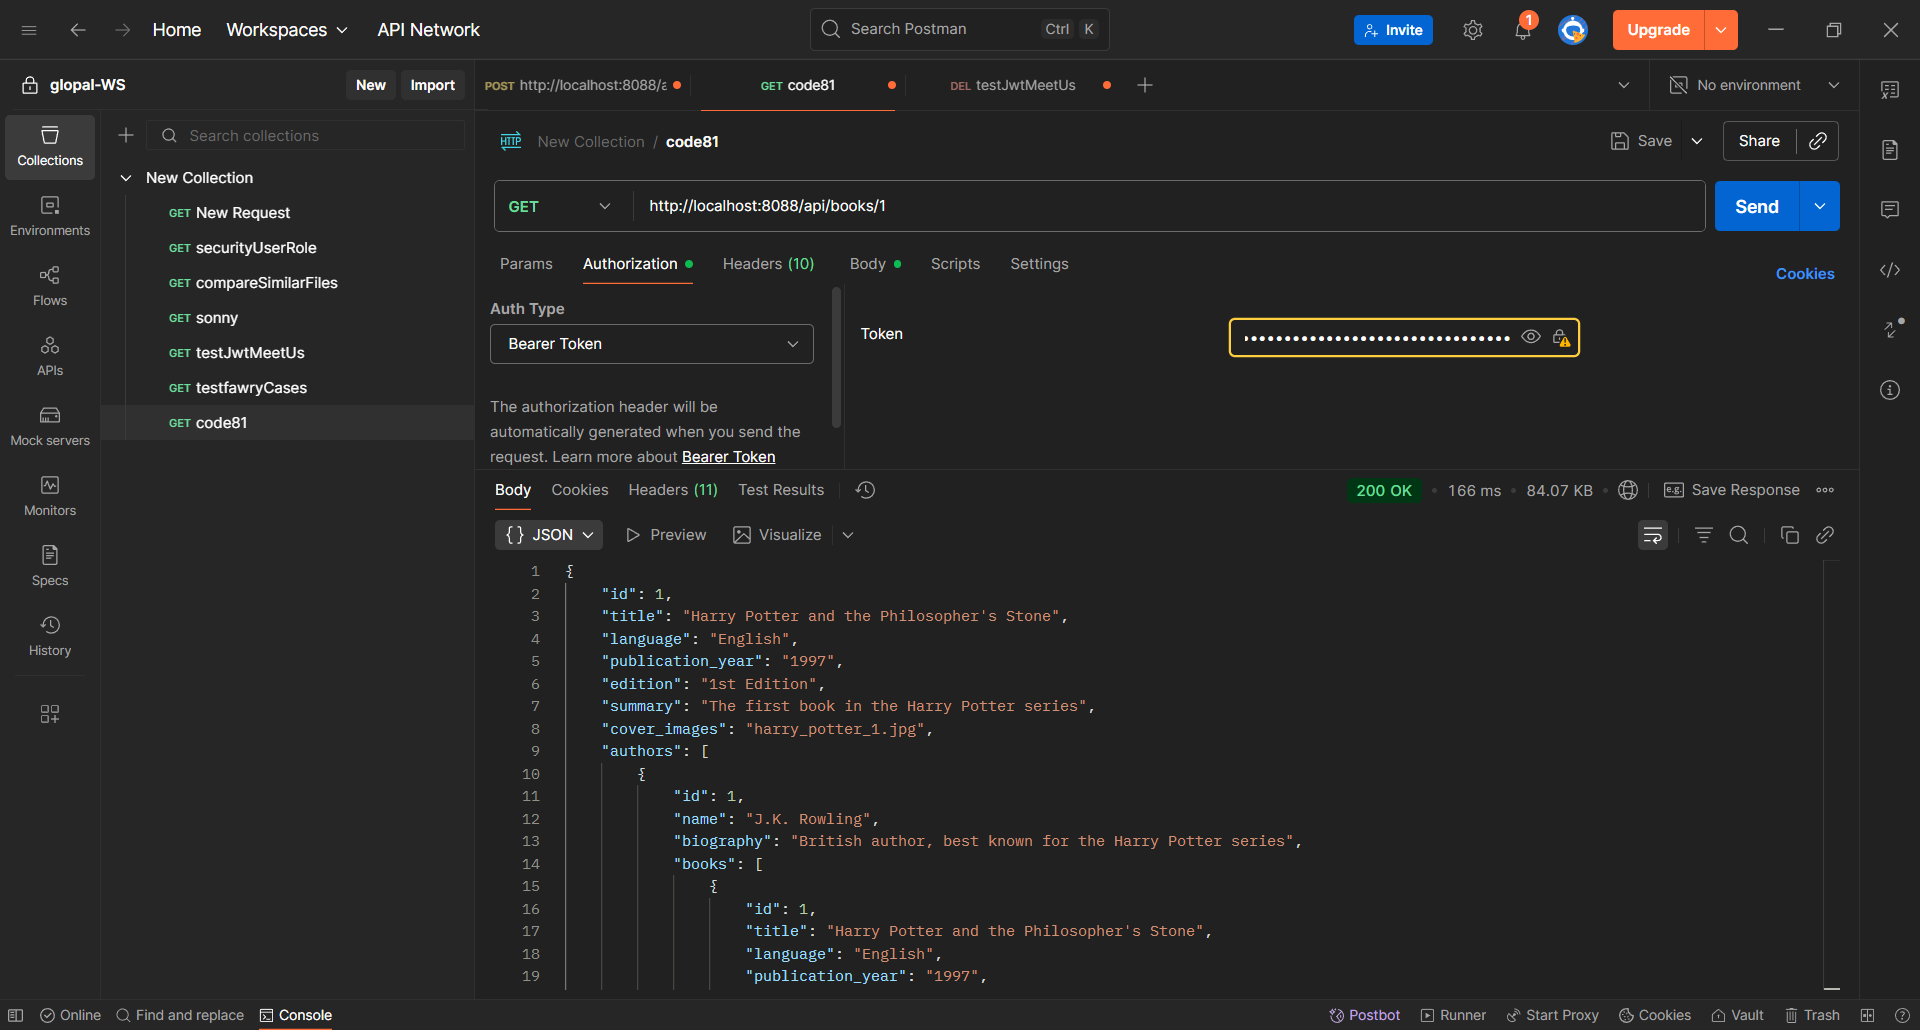 Home Workspaces API Network Search Postman Ctrl K Invite 1 Upgrade
glopal-WS New Import
POST http://localhost:8088/a GET code81 DEL testJwtMeetUs No environment
Collections
Environments
Flows
APIs
Mock servers
Monitors
Specs
History
Search collections
New Collection
GET New Request
GET securityUserRole
GET compareSimilarFiles
GET sonny
GET testJwtMeetUs
GET testfawryCases
GET code81
HTTP New Collection / code81 Save Share
GET http://localhost:8088/api/books/1 Send
Params Authorization Headers (10) Body Scripts Settings Cookies
Auth Type
Bearer Token
The authorization header will be
automatically generated when you send the
request. Learn more about Bearer Token
Token
Body Cookies Headers (11) Test Results 200 OK 166 ms 84.07 KB e.g. Save Response
{} JSON Preview Visualize
1 {
2 "id": 1,
3 "title": "Harry Potter and the Philosopher's Stone",
4 "language": "English",
5 "publication_year": "1997",
6 "edition": "1st Edition",
7 "summary": "The first book in the Harry Potter series",
8 "cover_images": "harry_potter_1.jpg",
9 "authors": [
10 {
11 "id": 1,
12 "name": "J.K. Rowling",
13 "biography": "British author, best known for the Harry Potter series",
14 "books": [
15 {
16 "id": 1,
17 "title": "Harry Potter and the Philosopher's Stone",
18 "language": "English",
19 "publication_year": "1997",
Online Find and replace Console Postbot Runner Start Proxy Cookies Vault Trash